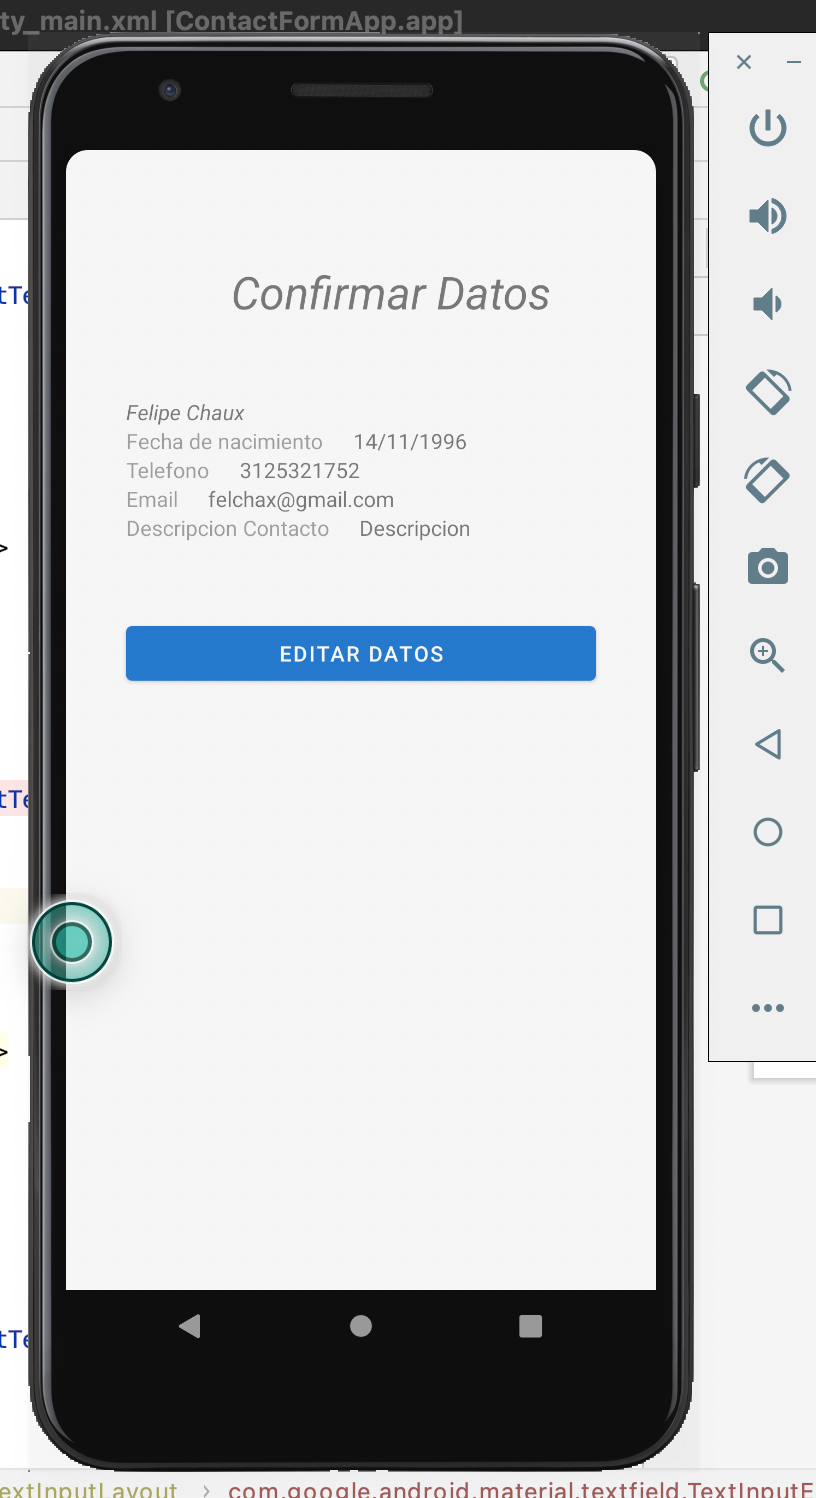 ty_main.xml [ContactFormApp.app]
Confirmar Datos
Felipe Chaux
Fecha de nacimiento 14/11/1996
Telefono 3125321752
Email felchax@gmail.com
Descripcion Contacto Descripcion
EDITAR DATOS
tTe
>
tTe
>
tTe
extInputLayout › com.google.android.material.textfield.TextInputE